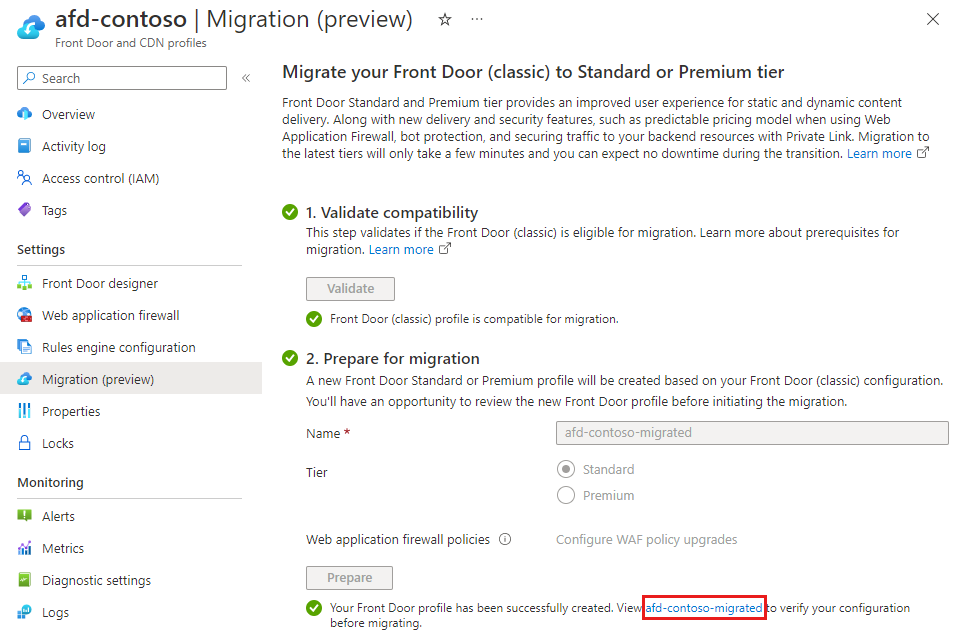 afd-contoso | Migration (preview)
Front Door and CDN profiles
Search
Overview
Activity log
Access control (IAM)
Tags
Settings
Front Door designer
Web application firewall
Rules engine configuration
Migration (preview)
Properties
Locks
Monitoring
Alerts
Metrics
Diagnostic settings
Logs
Migrate your Front Door (classic) to Standard or Premium tier
Front Door Standard and Premium tier provides an improved user experience for static and dynamic content
delivery. Along with new delivery and security features, such as predictable pricing model when using Web
Application Firewall, bot protection, and securing traffic to your backend resources with Private Link. Migration to
the latest tiers will only take a few minutes and you can expect no downtime during the transition. Learn more
1. Validate compatibility
This step validates if the Front Door (classic) is eligible for migration. Learn more about prerequisites for
migration. Learn more
Validate
Front Door (classic) profile is compatible for migration.
2. Prepare for migration
A new Front Door Standard or Premium profile will be created based on your Front Door (classic) configuration.
You'll have an opportunity to review the new Front Door profile before initiating the migration.
Name *
afd-contoso-migrated
Tier
Standard
Premium
Web application firewall policies
Configure WAF policy upgrades
Prepare
Your Front Door profile has been successfully created. View afd-contoso-migrated to verify your configuration
before migrating.